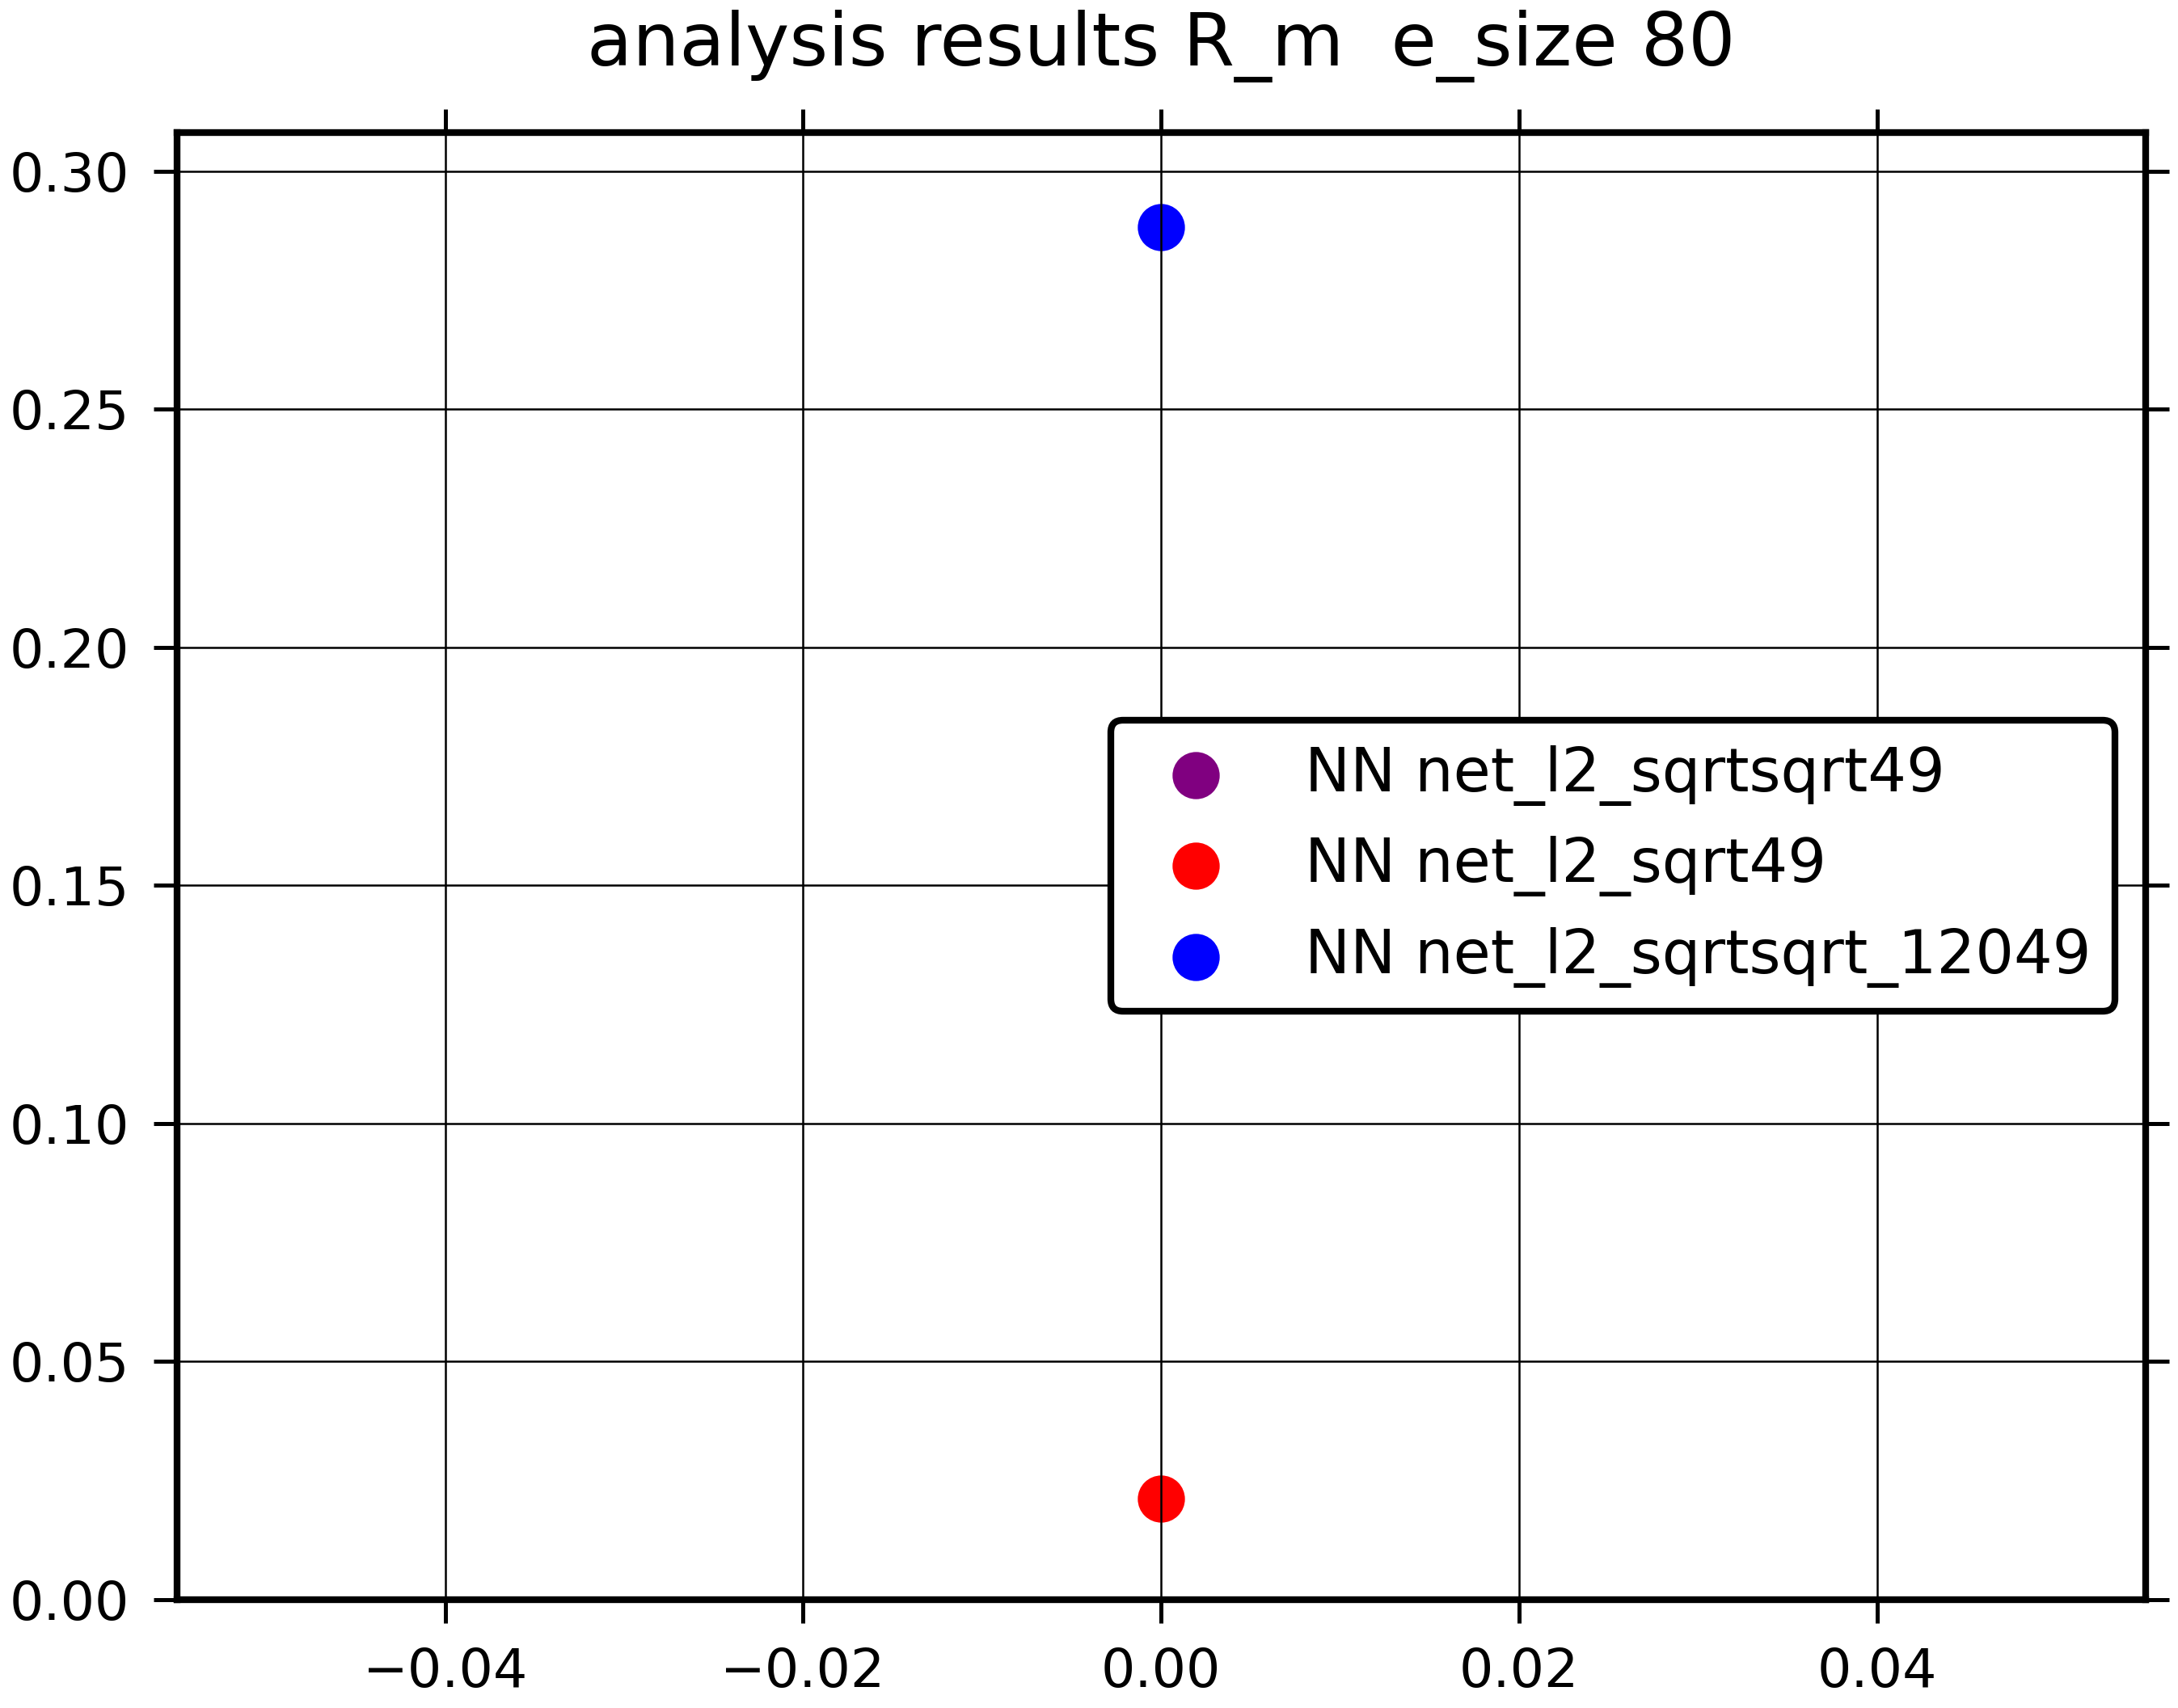 analysis results R_m  e_size 80
0.30
0.25
0.20
0.15
0.10
0.05
0.00
NN net_l2_sqrtsqrt49
NN net_l2_sqrt49
NN net_l2_sqrtsqrt_12049
−0.04 −0.02 0.00 0.02 0.04